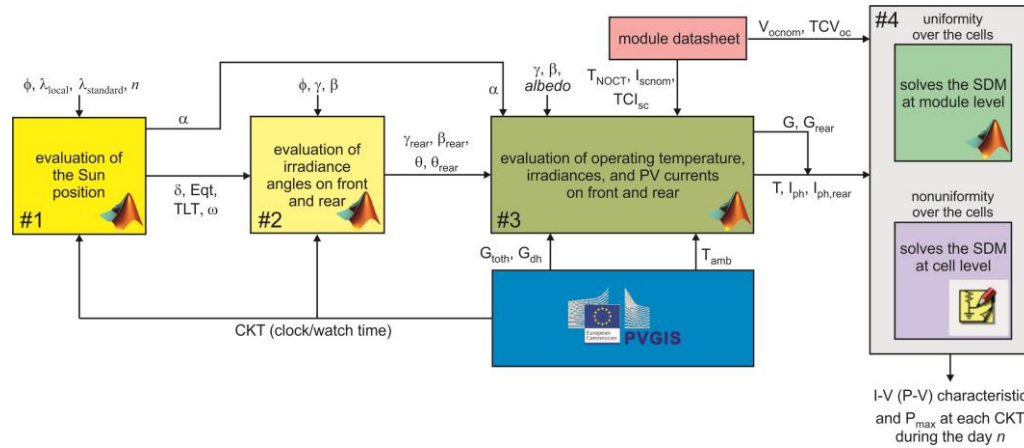 ϕ, λlocal, λstandard, n
evaluation of
the Sun
position
#1
α
δ, Eqt,
TLT, ω
ϕ, γ, β
evaluation of
irradiance
angles on front
and rear
#2
γrear, βrear,
θ, θrear
α
γ, β,
albedo
module datasheet
TNOCT, Iscnom,
TCIsc
Vocnom, TCVoc
evaluation of operating temperature,
irradiances, and PV currents
on front and rear
#3
G, Grear
T, Iph, Iph,rear
Gtoth, Gdh
Tamb
CKT (clock/watch time)
European
Commission
PVGIS
#4
uniformity
over the cells
solves the SDM
at module level
nonuniformity
over the cells
solves the SDM
at cell level
I-V (P-V) characteristic
and Pmax at each CKT
during the day n